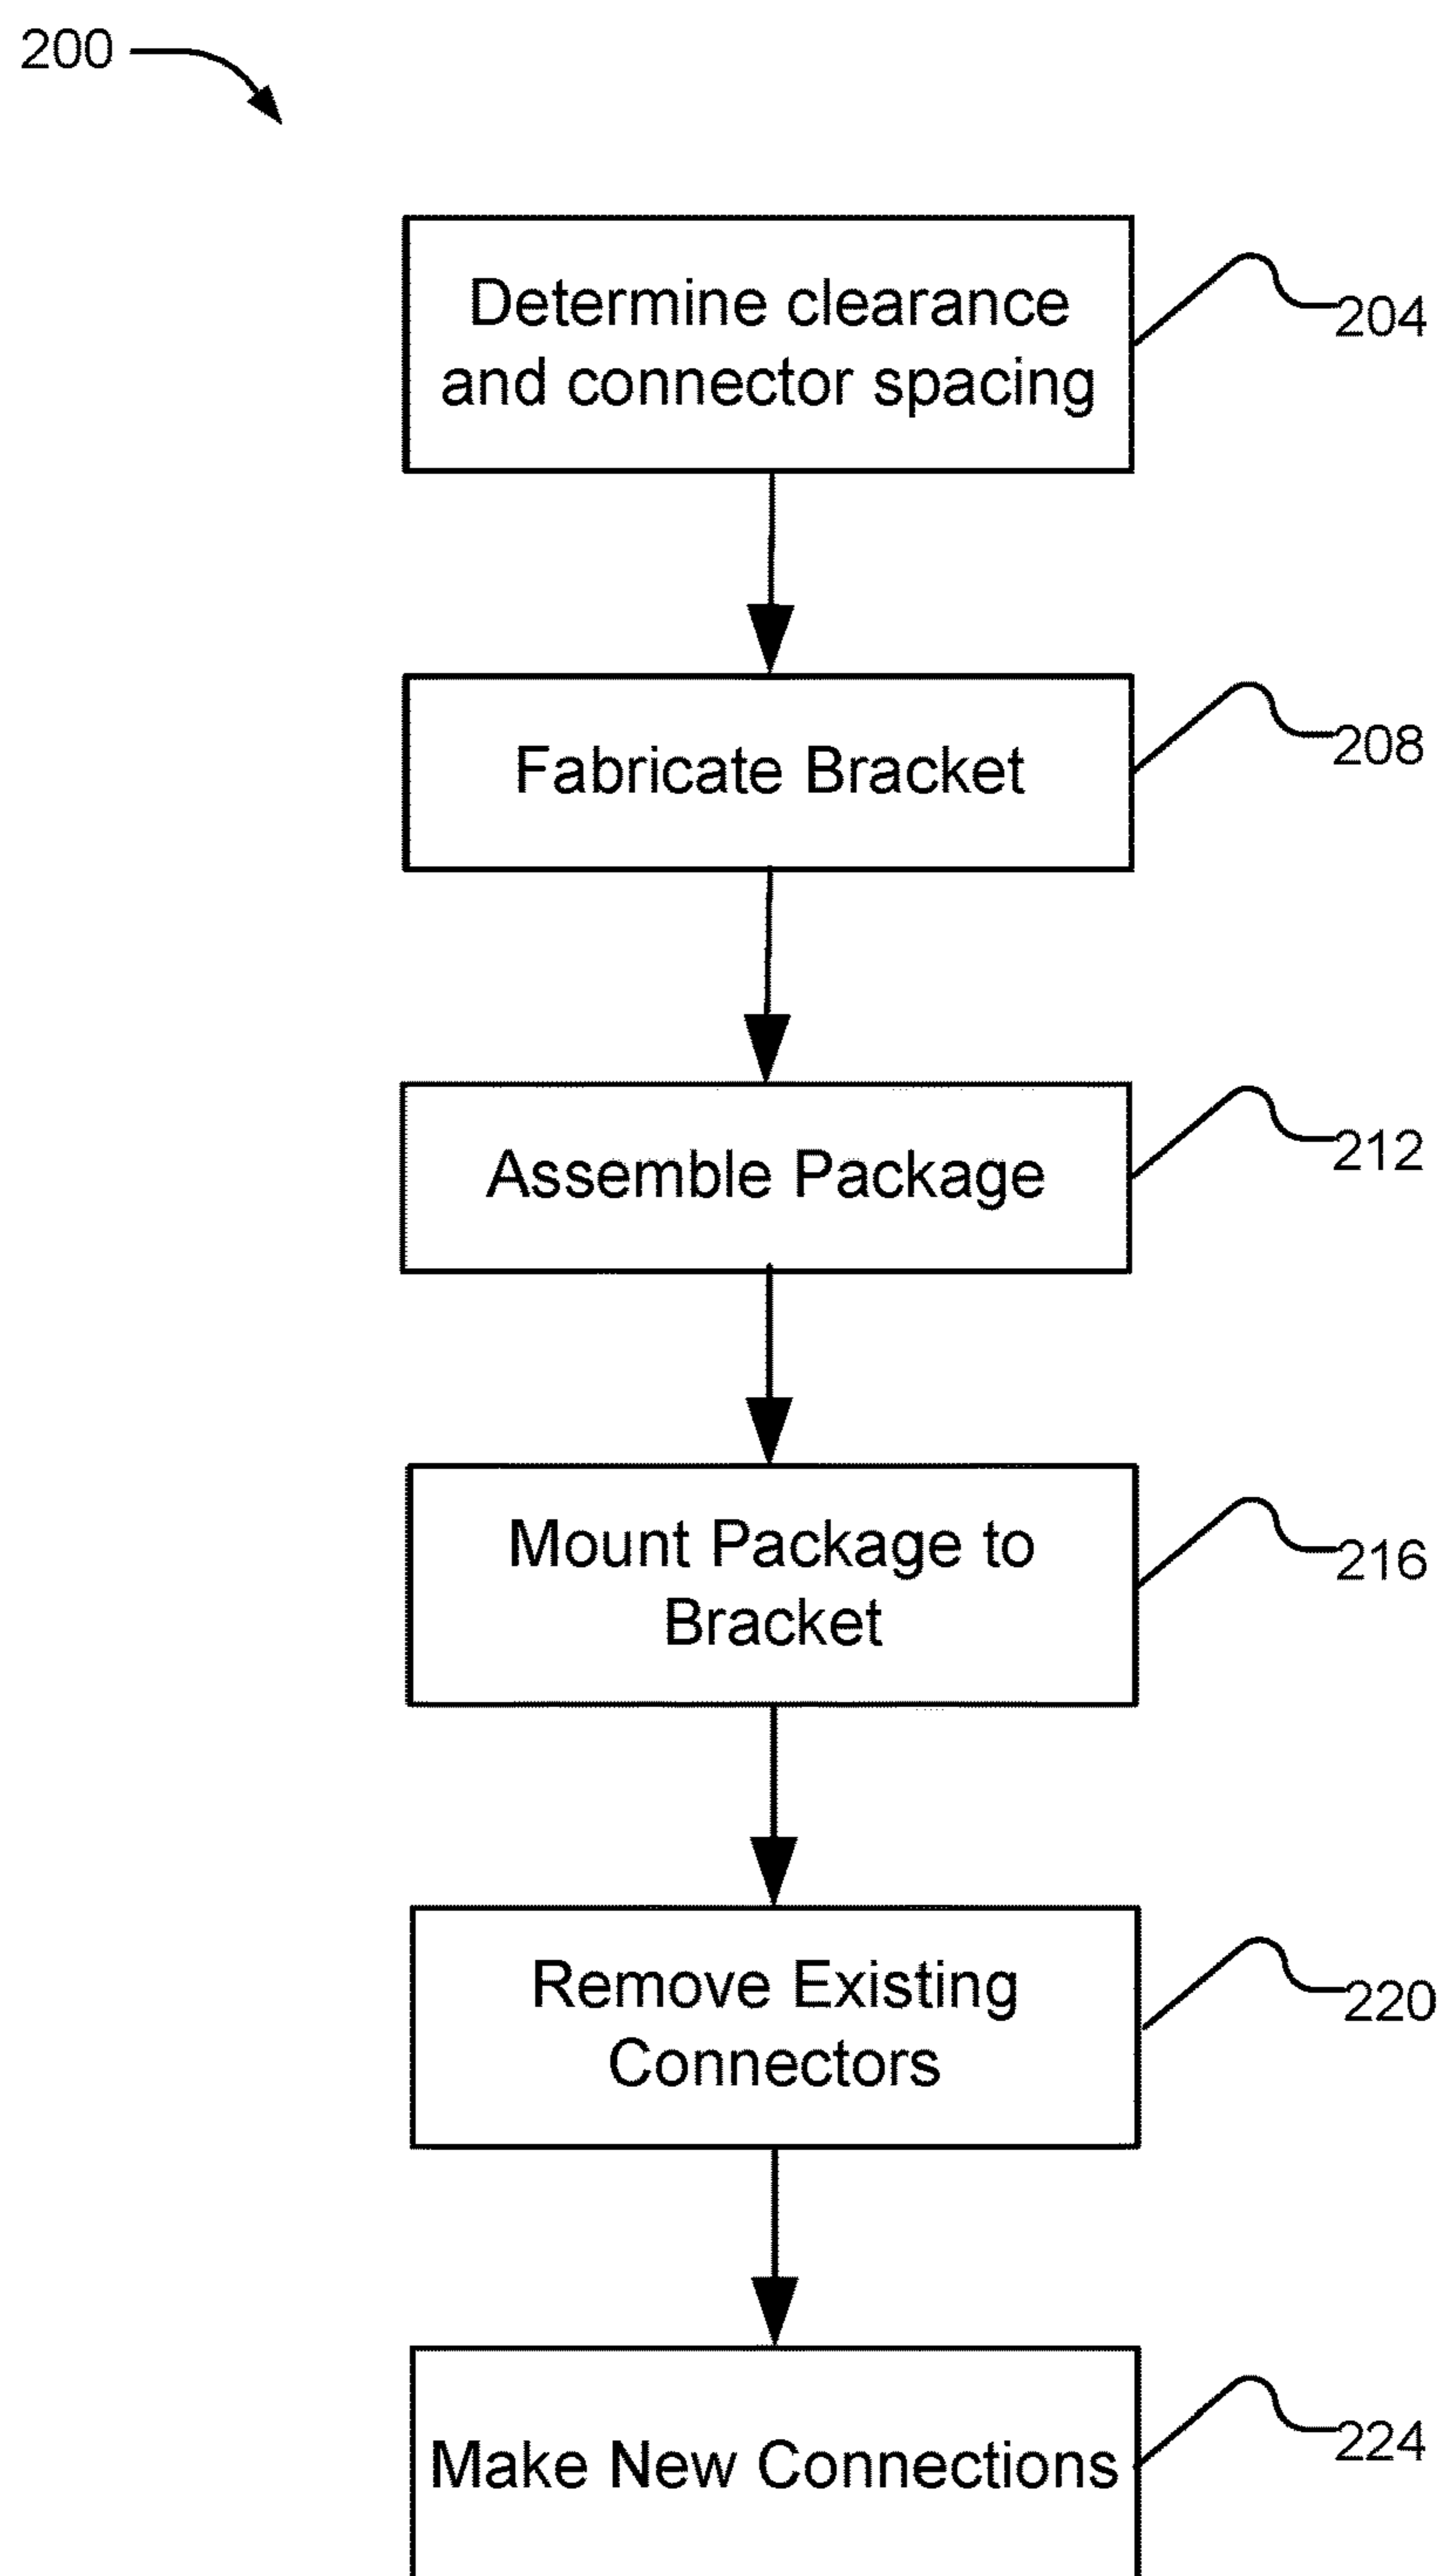 200
Determine clearance
and connector spacing
204
Fabricate Bracket
208
Assemble Package
212
Mount Package to
Bracket
216
Remove Existing
Connectors
220
Make New Connections
224